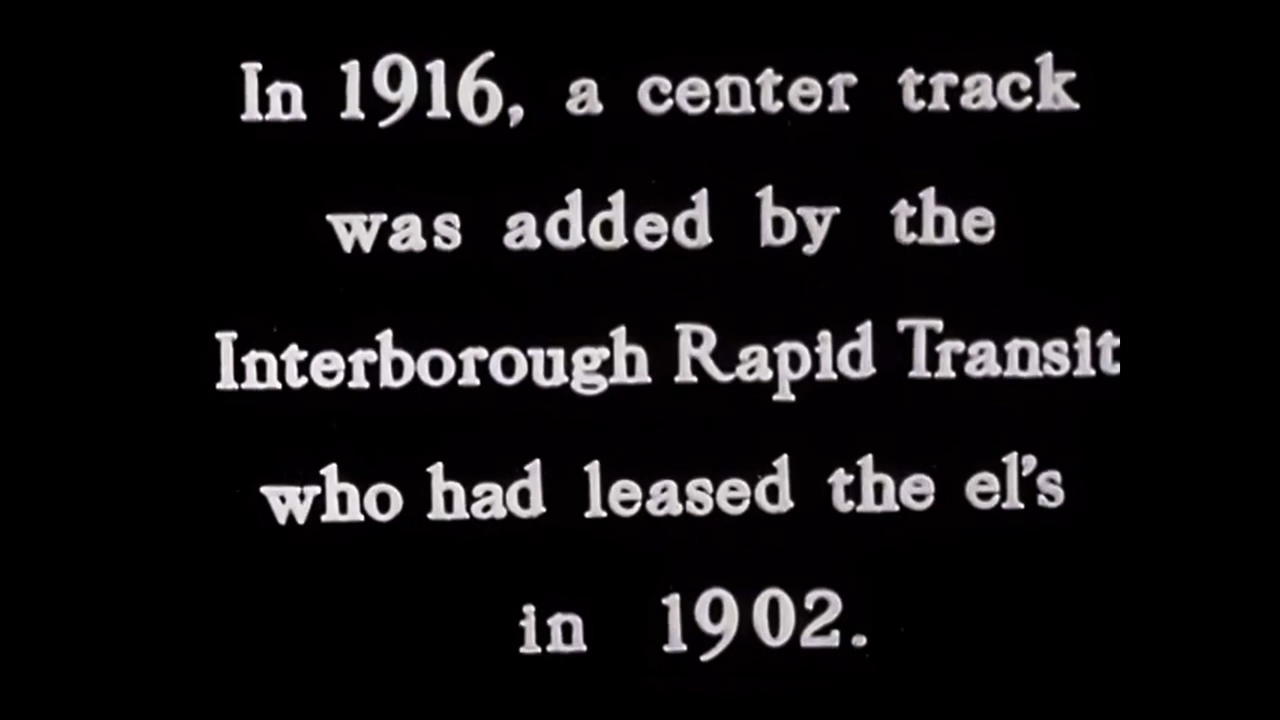 In 1916, a center track
was added by the
Interborough Rapid Transit
who had leased the el's
in 1902.